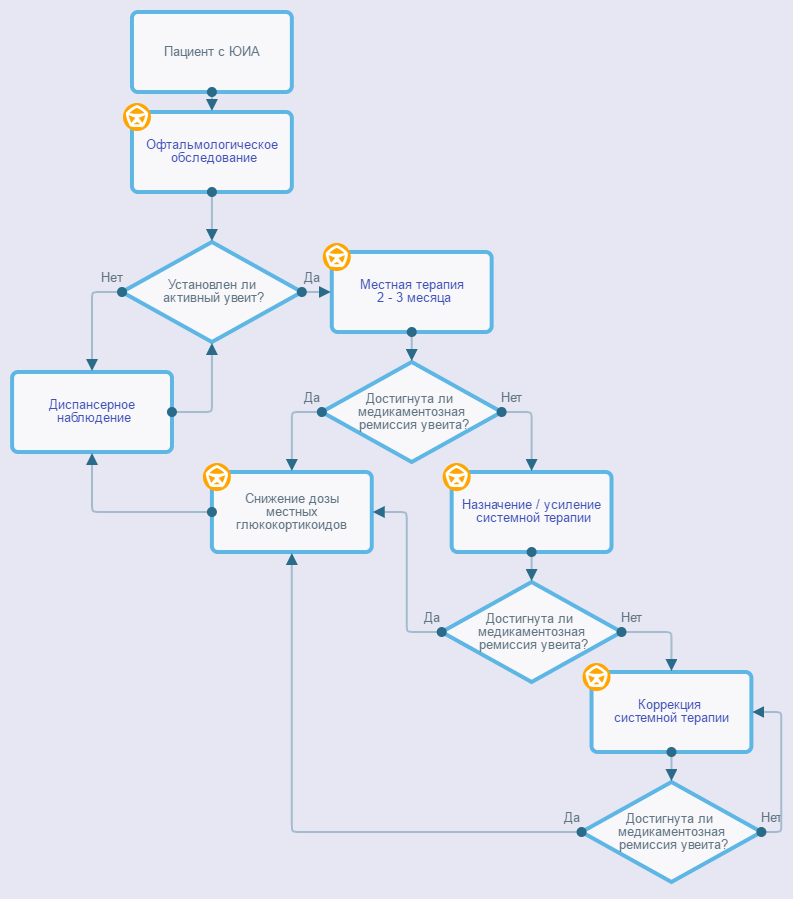 Пациент с ЮИА
Офтальмологическое
обследование
Нет
Установлен ли
активный увеит?
Да
Местная терапия
2 - 3 месяца
Диспансерное
наблюдение
Да
Достигнута ли
медикаментозная
ремиссия увеита?
Нет
Снижение дозы
местных
глюкокортикоидов
Назначение / усиление
системной терапии
Да
Достигнута ли
медикаментозная
ремиссия увеита?
Нет
Коррекция
системной терапии
Да
Достигнута ли
медикаментозная
ремиссия увеита?
Нет